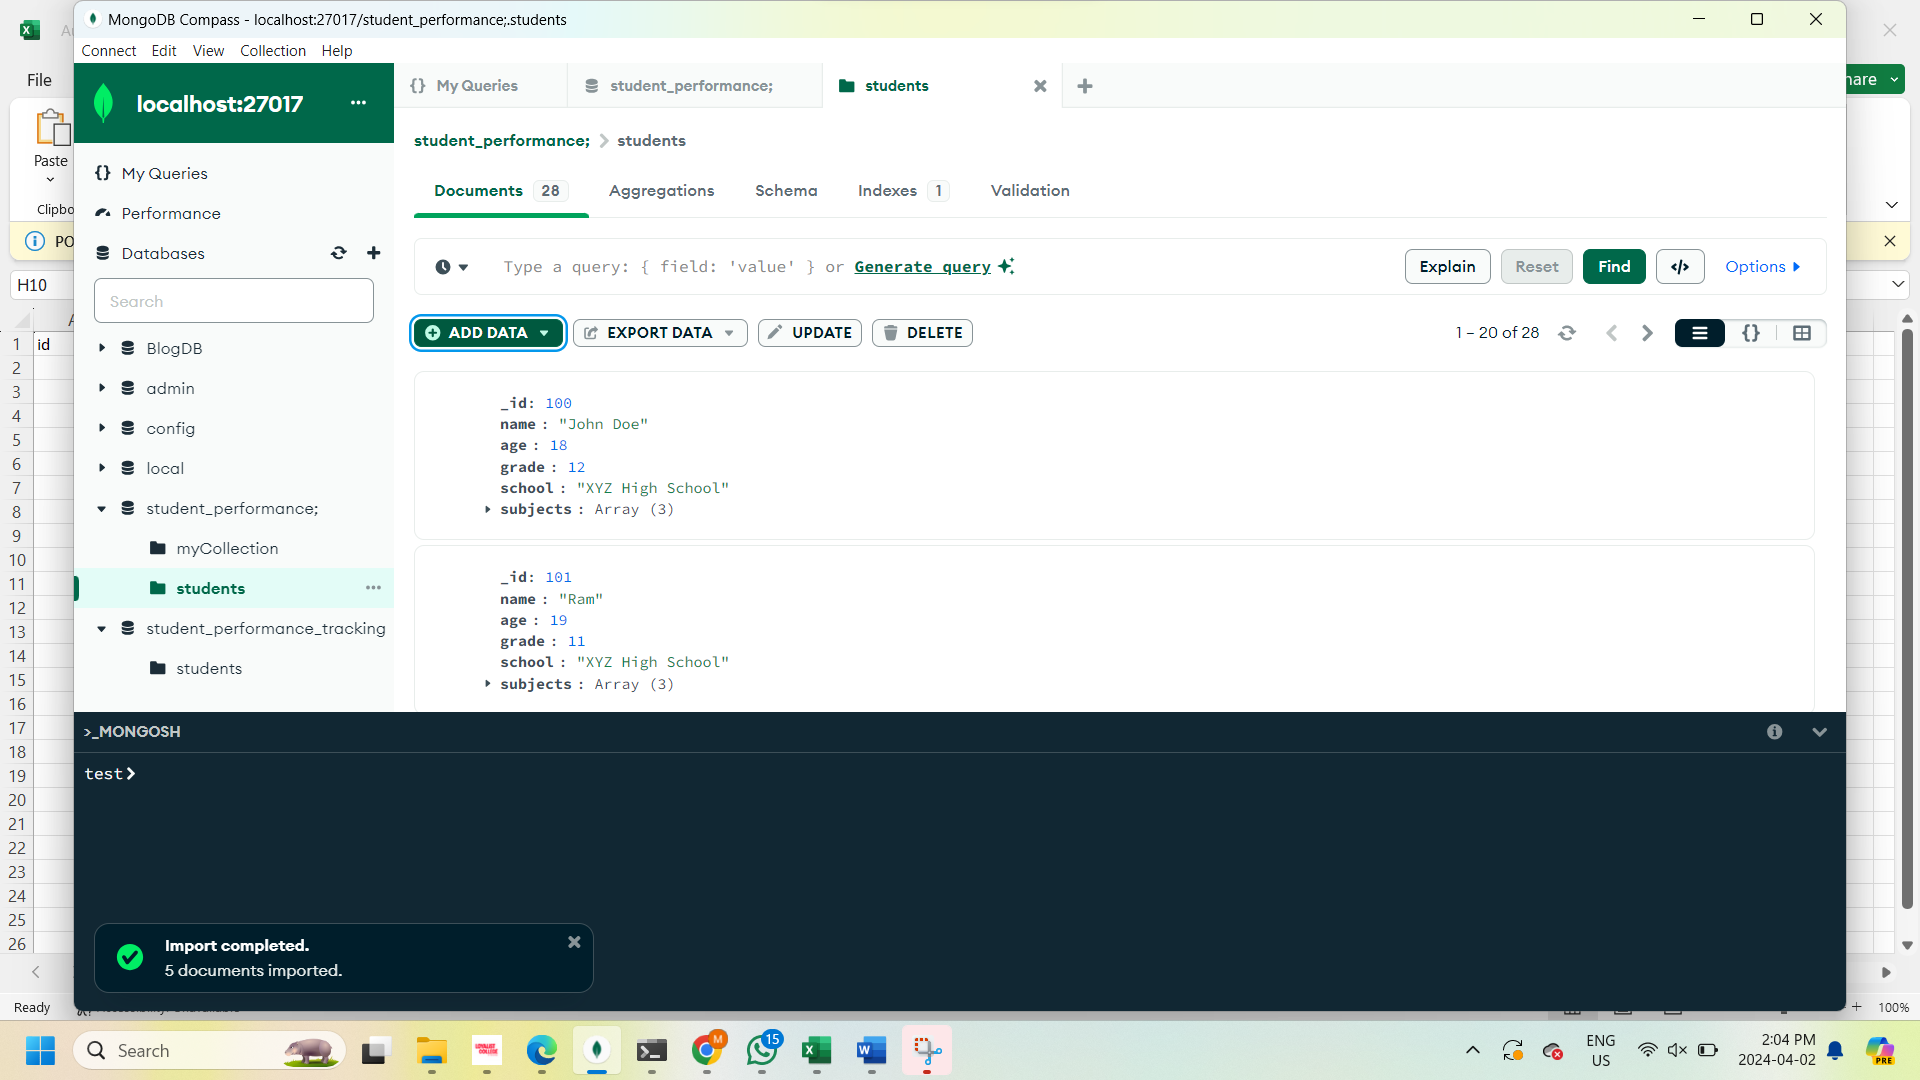 MongoDB Compass - localhost:27017/student_performance;.students
Connect Edit View Collection Help
File
Paste
PO
H10
localhost:27017
My Queries
Performance
Databases
Search
BlogDB
admin
config
local
student_performance;
myCollection
students
student_performance_tracking
students
{} My Queries
student_performance;
students
student_performance; > students
Documents 28
Aggregations
Schema
Indexes 1
Validation
Type a query: { field: 'value' } or Generate query
Explain
Reset
Find
</>
Options
ADD DATA
EXPORT DATA
UPDATE
DELETE
1 – 20 of 28
{}
_id: 100
name : "John Doe"
age : 18
grade : 12
school : "XYZ High School"
subjects : Array (3)
_id: 101
name : "Ram"
age : 19
grade : 11
school : "XYZ High School"
subjects : Array (3)
>_MONGOSH
test>
Import completed.
5 documents imported.
1 id
2
3
4
5
6
7
8
9
10
11
12
13
14
15
16
17
18
19
20
21
22
23
24
25
26
Ready
100%
Search
M
15
ENG
US
2:04 PM
2024-04-02
PRE